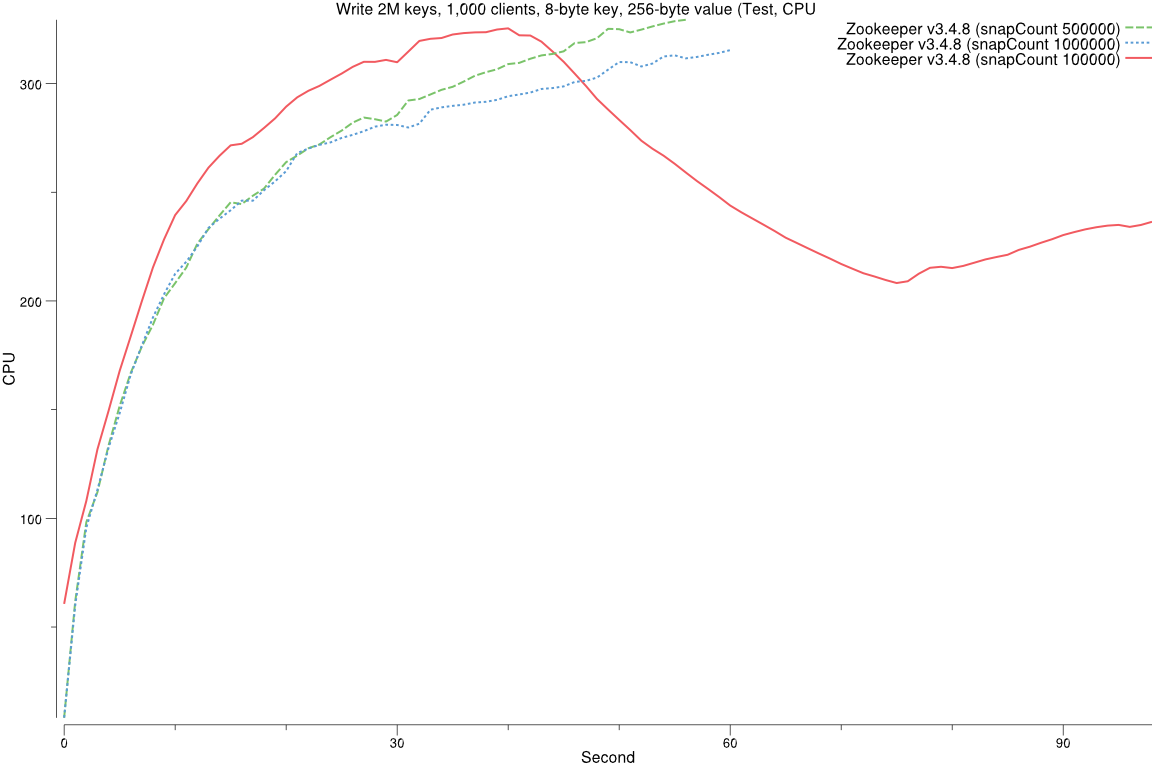 Write 2M keys, 1,000 clients, 8-byte key, 256-byte value (Test, CPU
Zookeeper v3.4.8 (snapCount 500000)
Zookeeper v3.4.8 (snapCount 1000000)
Zookeeper v3.4.8 (snapCount 100000)
300
200
100
CPU
0 30 60 90
Second